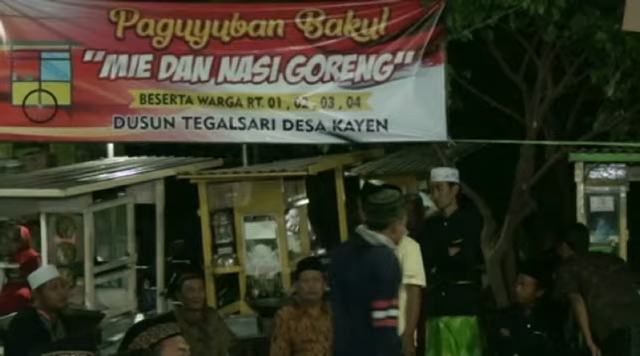 Paguyuban Bakul
"MIE DAN NASI GORENG"
BESERTA WARGA RT. 01 , 02 , 03 , 04
DUSUN TEGALSARI DESA KAYEN